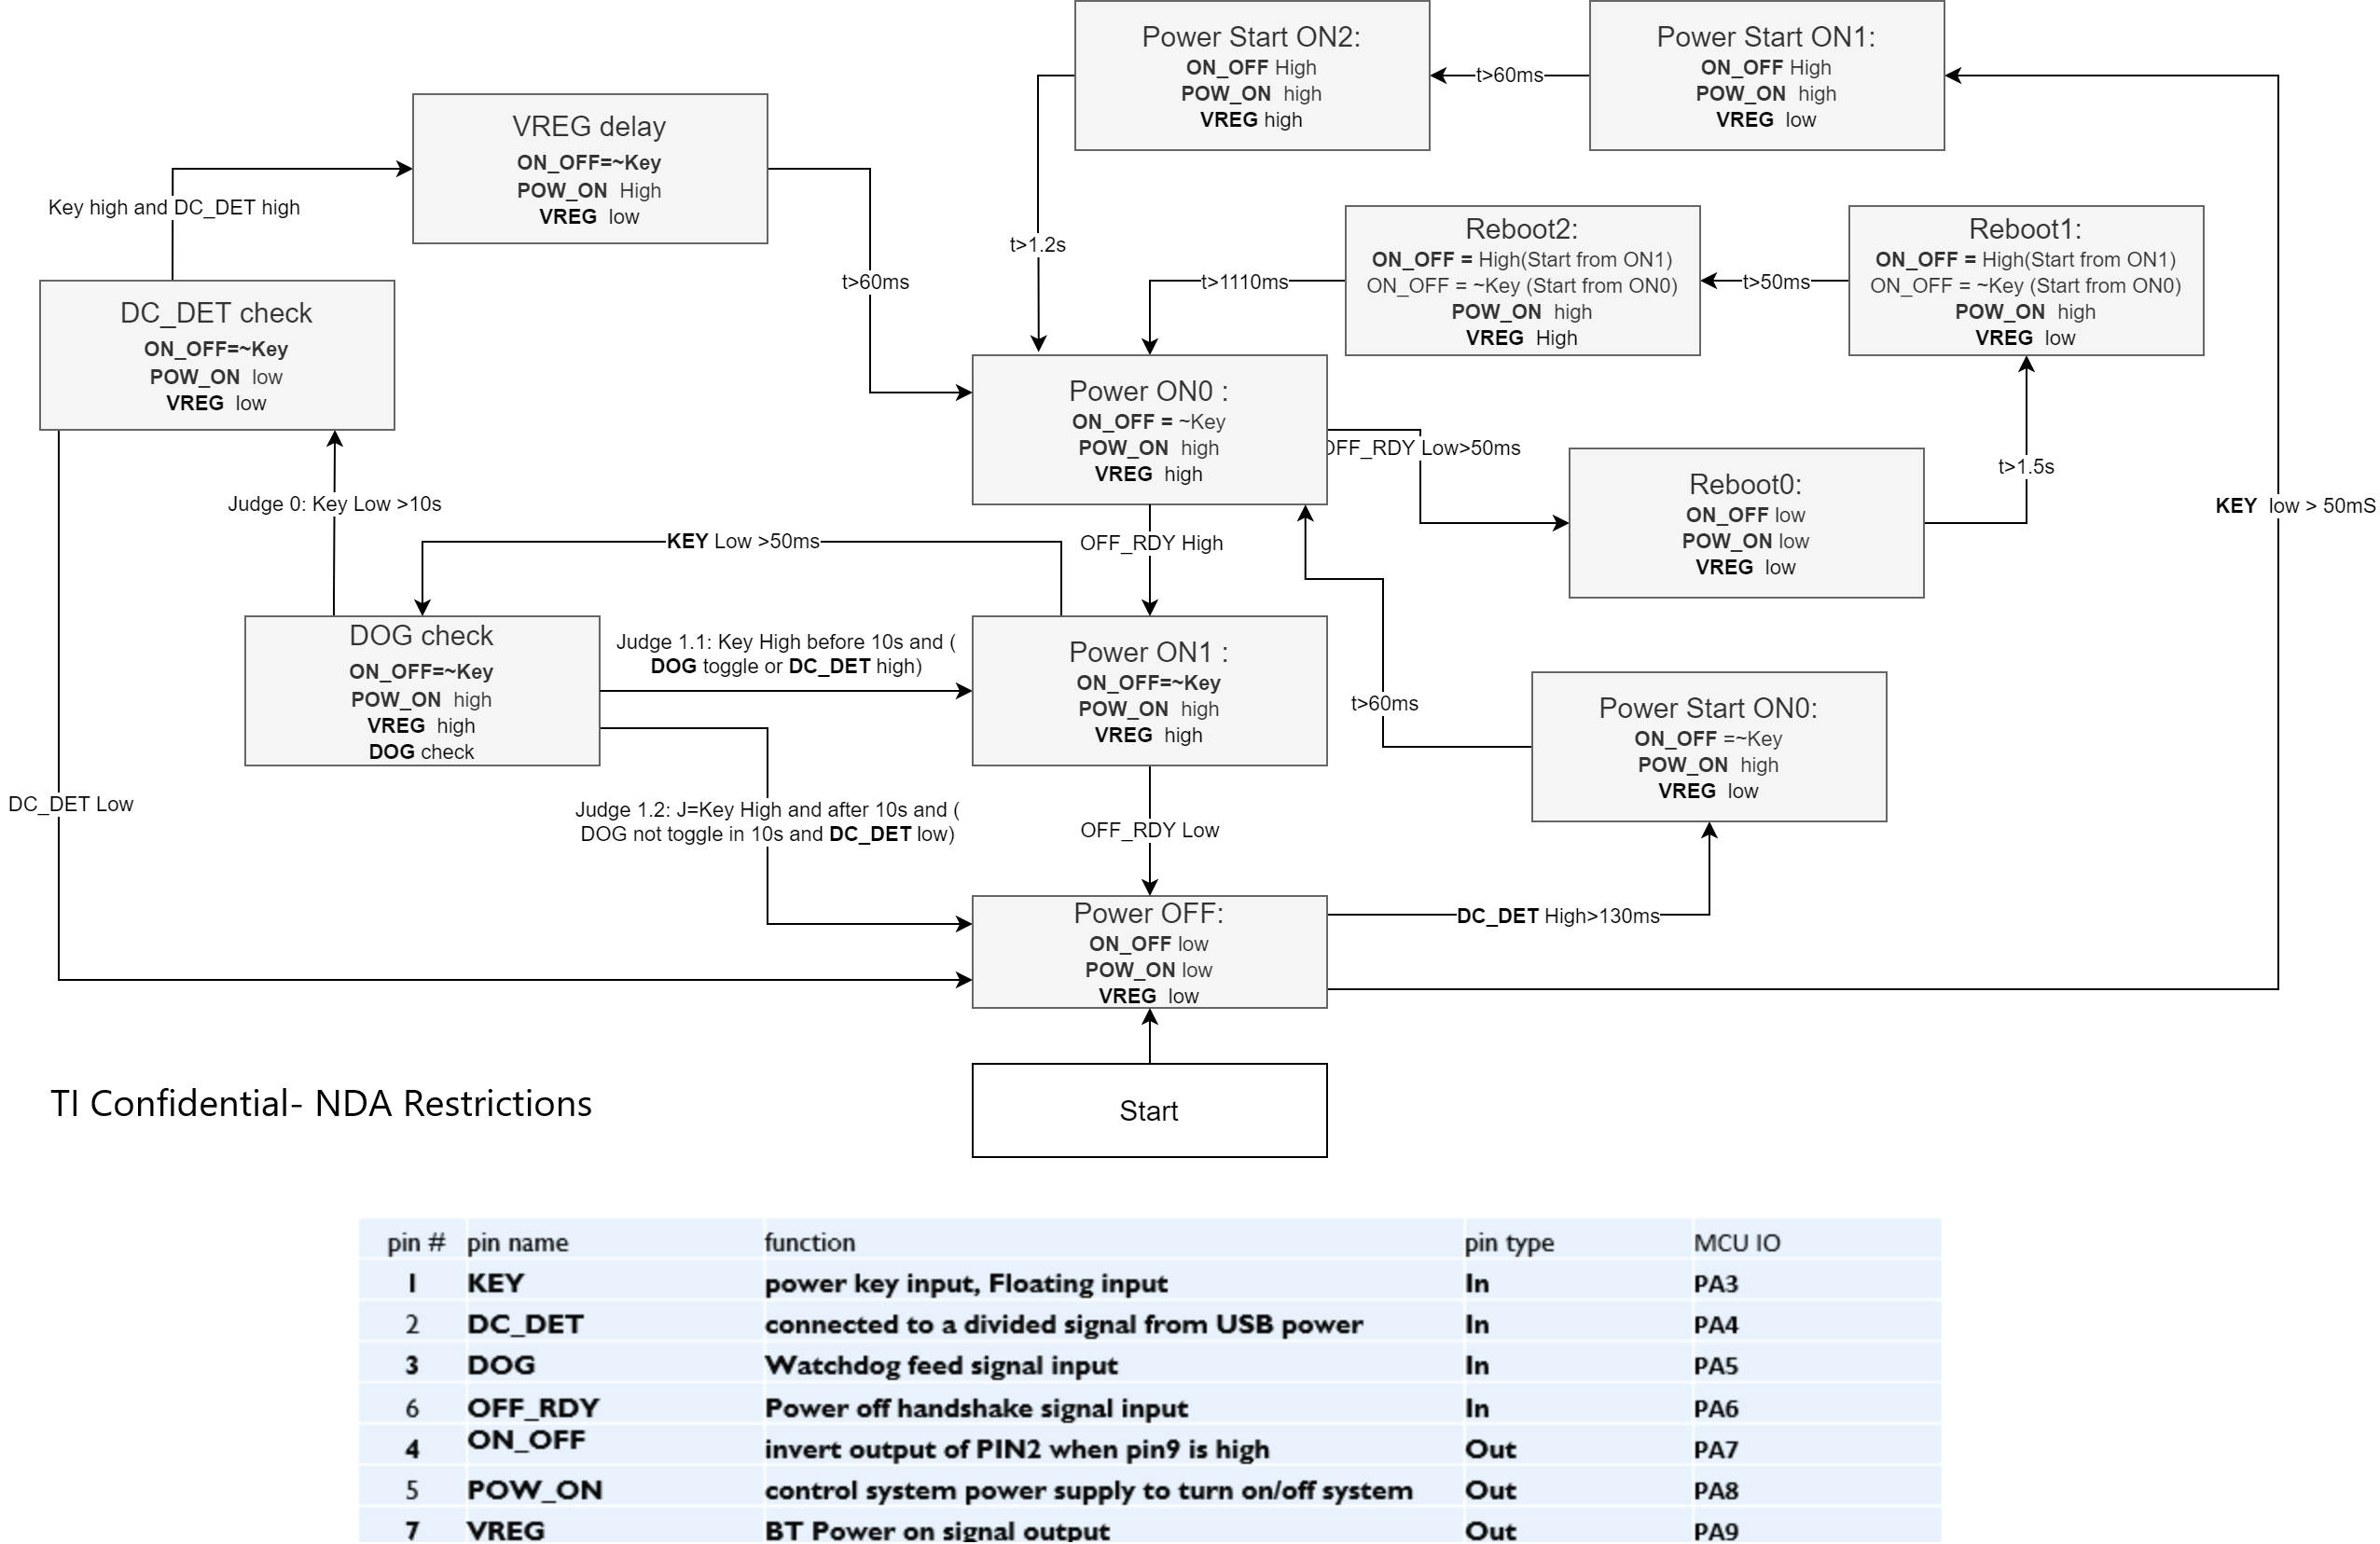 Power Start ON2:
ON_OFF High
POW_ON high
VREG high
t>60ms
Power Start ON1:
ON_OFF High
POW_ON high
VREG low
VREG delay
ON_OFF=~Key
POW_ON High
VREG low
Key high and DC_DET high
t>1.2s
t>60ms
Reboot2:
ON_OFF = High(Start from ON1)
ON_OFF = ~Key (Start from ON0)
POW_ON high
VREG High
t>1110ms
t>50ms
Reboot1:
ON_OFF = High(Start from ON1)
ON_OFF = ~Key (Start from ON0)
POW_ON high
VREG low
DC_DET check
ON_OFF=~Key
POW_ON low
VREG low
Power ON0 :
ON_OFF = ~Key
POW_ON high
VREG high
OFF_RDY Low>50ms
Reboot0:
ON_OFF low
POW_ON low
VREG low
t>1.5s
KEY low > 50mS
Judge 0: Key Low >10s
KEY Low >50ms
OFF_RDY High
DOG check
ON_OFF=~Key
POW_ON high
VREG high
DOG check
Judge 1.1: Key High before 10s and (
DOG toggle or DC_DET high)
Power ON1 :
ON_OFF=~Key
POW_ON high
VREG high
t>60ms
Power Start ON0:
ON_OFF =~Key
POW_ON high
VREG low
DC_DET Low
Judge 1.2: J=Key High and after 10s and (
DOG not toggle in 10s and DC_DET low)
OFF_RDY Low
Power OFF:
ON_OFF low
POW_ON low
VREG low
DC_DET High>130ms
Start
TI Confidential- NDA Restrictions
pin # pin name function pin type MCU IO
1 KEY power key input, Floating input In PA3
2 DC_DET connected to a divided signal from USB power In PA4
3 DOG Watchdog feed signal input In PA5
6 OFF_RDY Power off handshake signal input In PA6
4 ON_OFF invert output of PIN2 when pin9 is high Out PA7
5 POW_ON control system power supply to turn on/off system Out PA8
7 VREG BT Power on signal output Out PA9